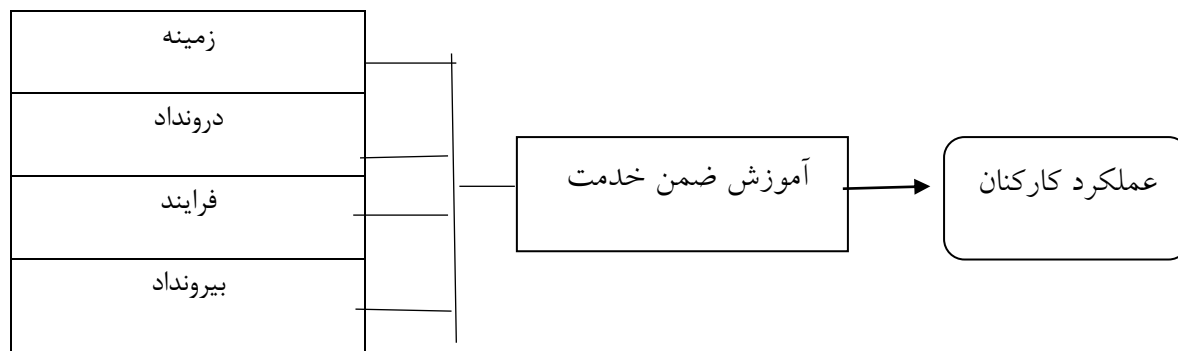 زمینه
درونداد
فرایند
بیرونداد
آموزش ضمن خدمت
عملکرد کارکنان